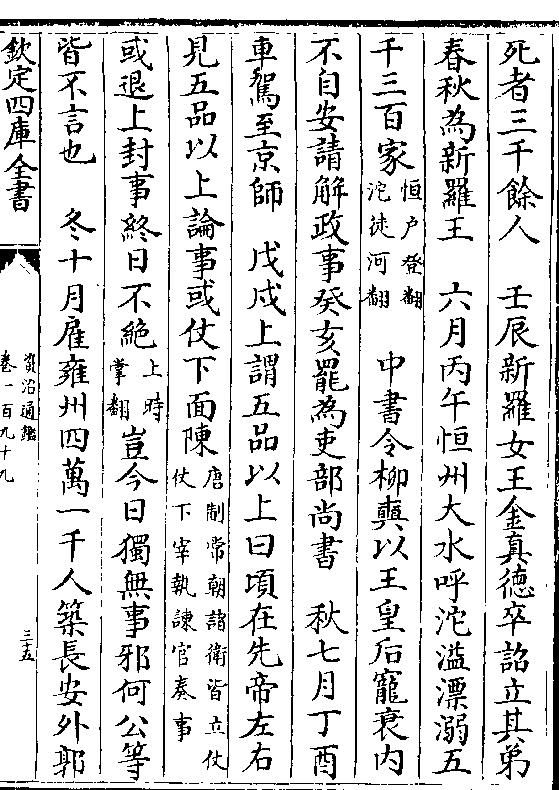 死者三千餘人　壬辰新羅女王金真德卒詔立其弟
春秋為新羅王　六月丙午恒州大水呼沱溢漂溺五
千三百家恒户登翻沱徒河翻　中書令柳奭以王皇后寵衰内
不自安請解政事癸亥罷為吏部尚書　秋七月丁酉
車駕至京師　戊戌上謂五品以上曰頃在先帝左右
見五品以上論事或仗下面陳唐制常朝諸衛皆立仗仗下宰執諫官奏事
或退上封事終日不絶上時掌翻豈今日獨無事邪何公等
皆不言也　冬十月雇雍州四萬一千人築長安外郭
欽定四庫全書
資治通鑑
卷一百九十九
三十五